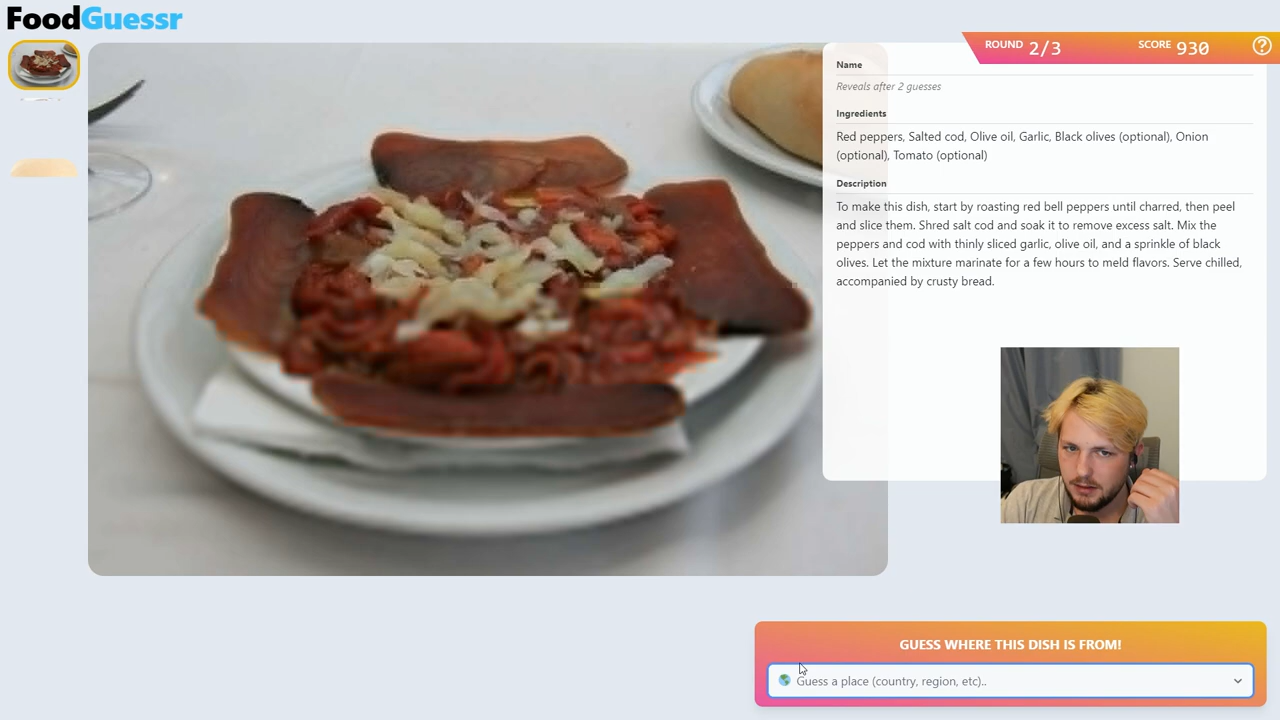 FoodGuessr
ROUND 2/3 SCORE 930
Name
Reveals after 2 guesses
Ingredients
Red peppers, Salted cod, Olive oil, Garlic, Black olives (optional), Onion
(optional), Tomato (optional)
Description
To make this dish, start by roasting red bell peppers until charred, then peel
and slice them. Shred salt cod and soak it to remove excess salt. Mix the
peppers and cod with thinly sliced garlic, olive oil, and a sprinkle of black
olives. Let the mixture marinate for a few hours to meld flavors. Serve chilled,
accompanied by crusty bread.
GUESS WHERE THIS DISH IS FROM!
Guess a place (country, region, etc)..